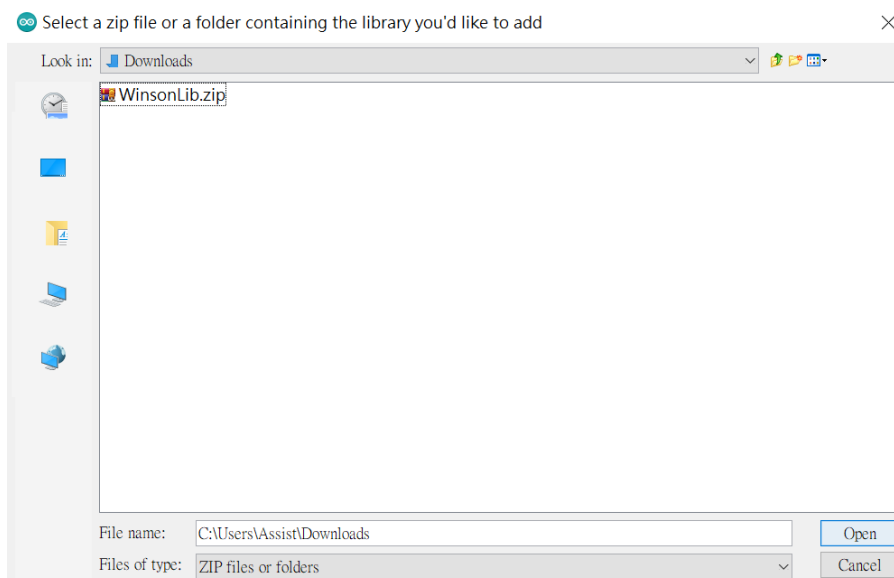 Select a zip file or a folder containing the library you'd like to add
Look in: Downloads
WinsonLib.zip
File name: C:\Users\Assist\Downloads Open
Files of type: ZIP files or folders Cancel